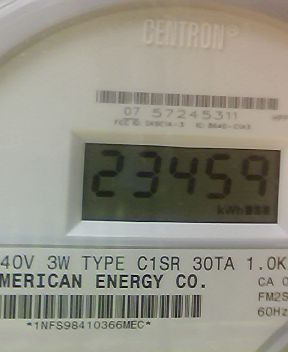 CENTRON®
07 57245311
23459
kWh
40V 3W TYPE C1SR 30TA 1.0K
MERICAN ENERGY CO.
CA 0
FM2S
*1NFS98410366MEC*
60Hz